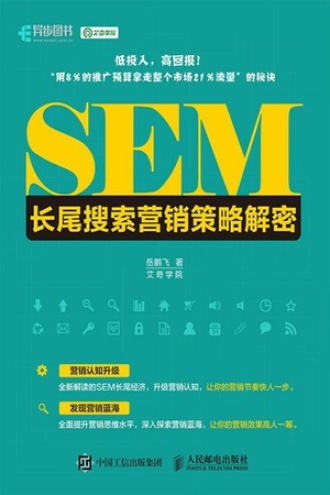 异步图书
www.epubit.com
艾奇学院
低投入，高回报！
“用8％的推广预算拿走整个市场21％流量”的秘诀
SEM
长尾搜索营销策略解密
岳鹏飞 著
艾奇学院
营销认知升级
全新解读的SEM长尾经济，升级营销认知，让你的营销节奏快人一步。
发现营销蓝海
全面提升营销思维水平，深入探索营销蓝海，让你的营销效果高人一筹。
中国工信出版集团
人民邮电出版社
POSTS & TELECOM PRESS